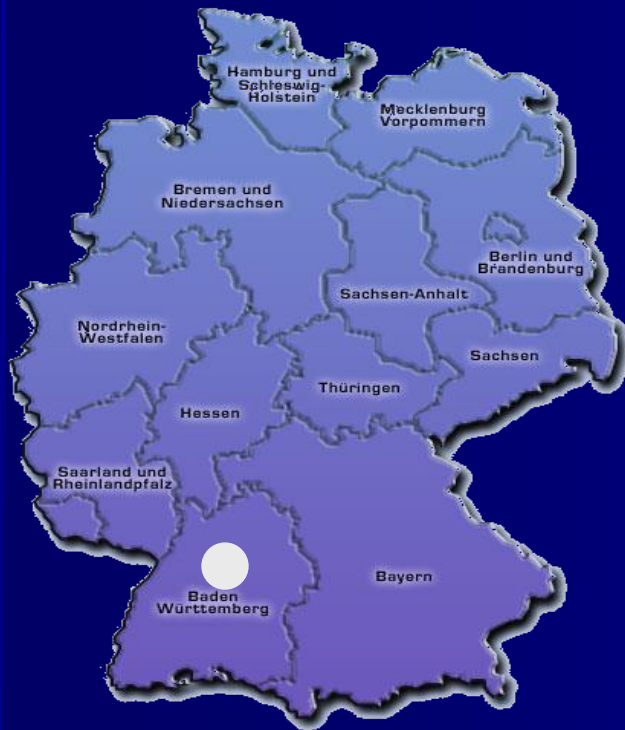 Hamburg und
Schleswig-
Holstein
Mecklenburg
Vorpommern
Bremen und
Niedersachsen
Berlin und
Brandenburg
Sachsen-Anhalt
Nordrhein-
Westfalen
Sachsen
Thüringen
Hessen
Saarland und
Rheinlandpfalz
Bayern
Baden
Württemberg